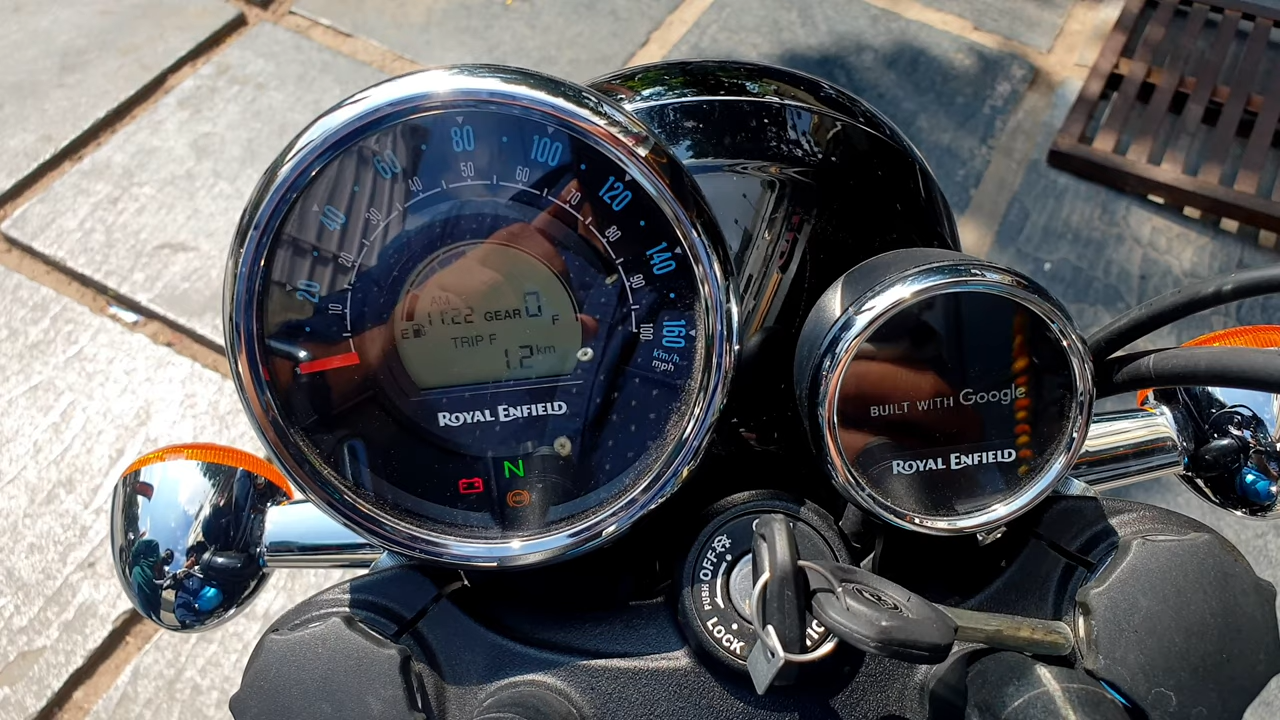 20
40
60
80
100
120
140
160
km/h
mph
10
20
30
40
50
60
70
80
90
100
AM
11:22 GEAR 0
E F
TRIP F
1.2 km
ROYAL ENFIELD
N
ABS
BUILT WITH Google
ROYAL ENFIELD
OFF
PUSH
LOCK